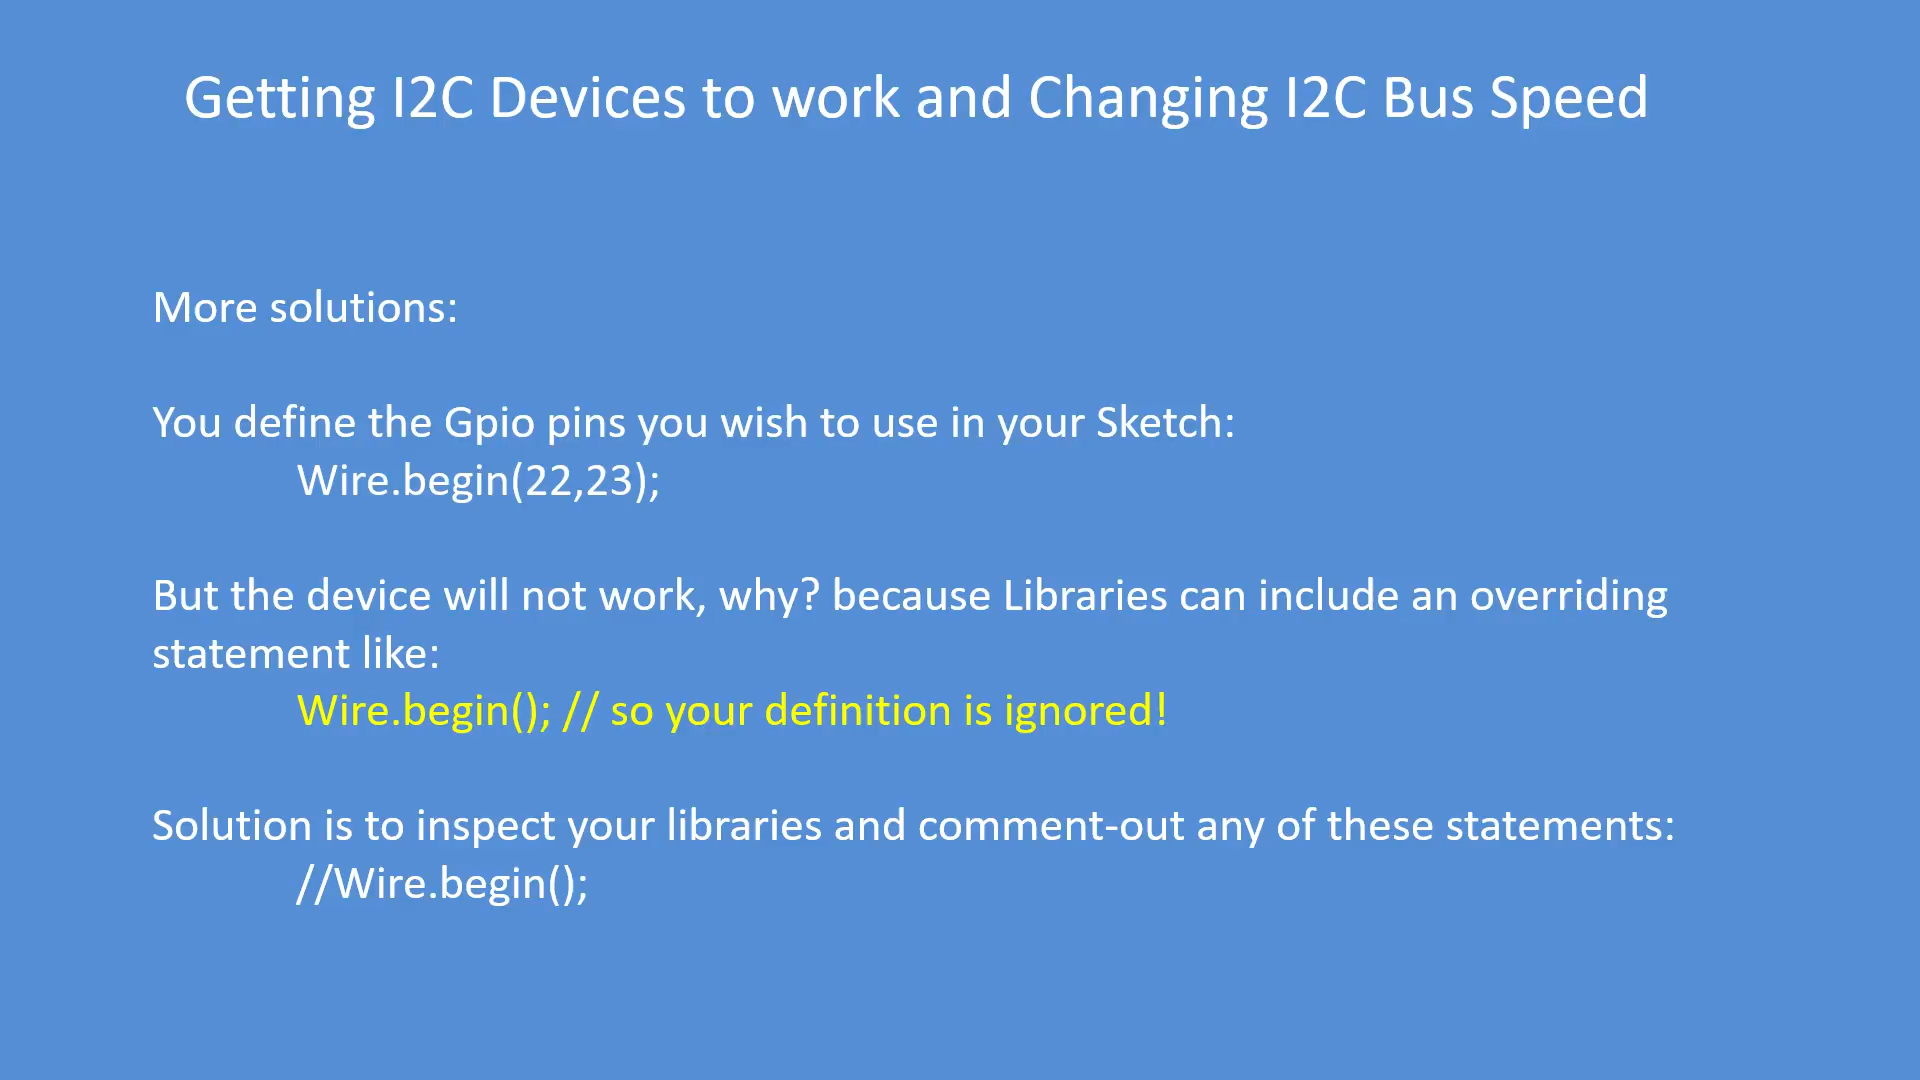 Getting I2C Devices to work and Changing I2C Bus Speed
More solutions:
You define the Gpio pins you wish to use in your Sketch:
Wire.begin(22,23);
But the device will not work, why? because Libraries can include an overriding
statement like:
Wire.begin(); // so your definition is ignored!
Solution is to inspect your libraries and comment-out any of these statements:
//Wire.begin();